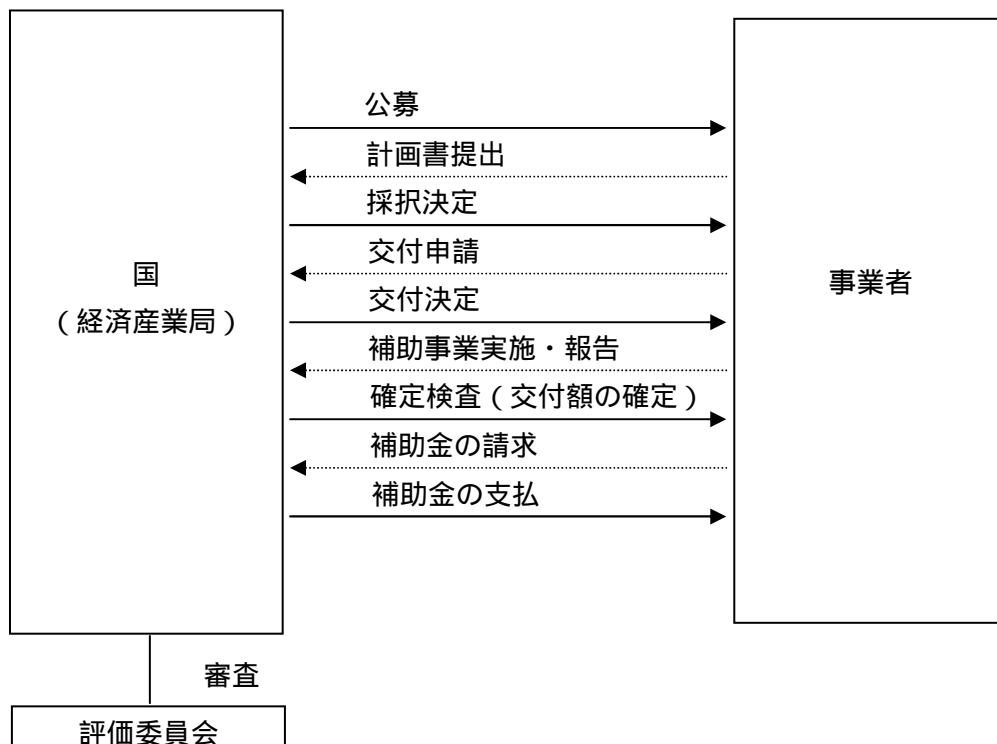 公募
計画書提出
採択決定
交付申請
国
（経済産業局）
事業者
交付決定
補助事業実施・報告
確定検査（交付額の確定）
補助金の請求
補助金の支払
審査
評価委員会